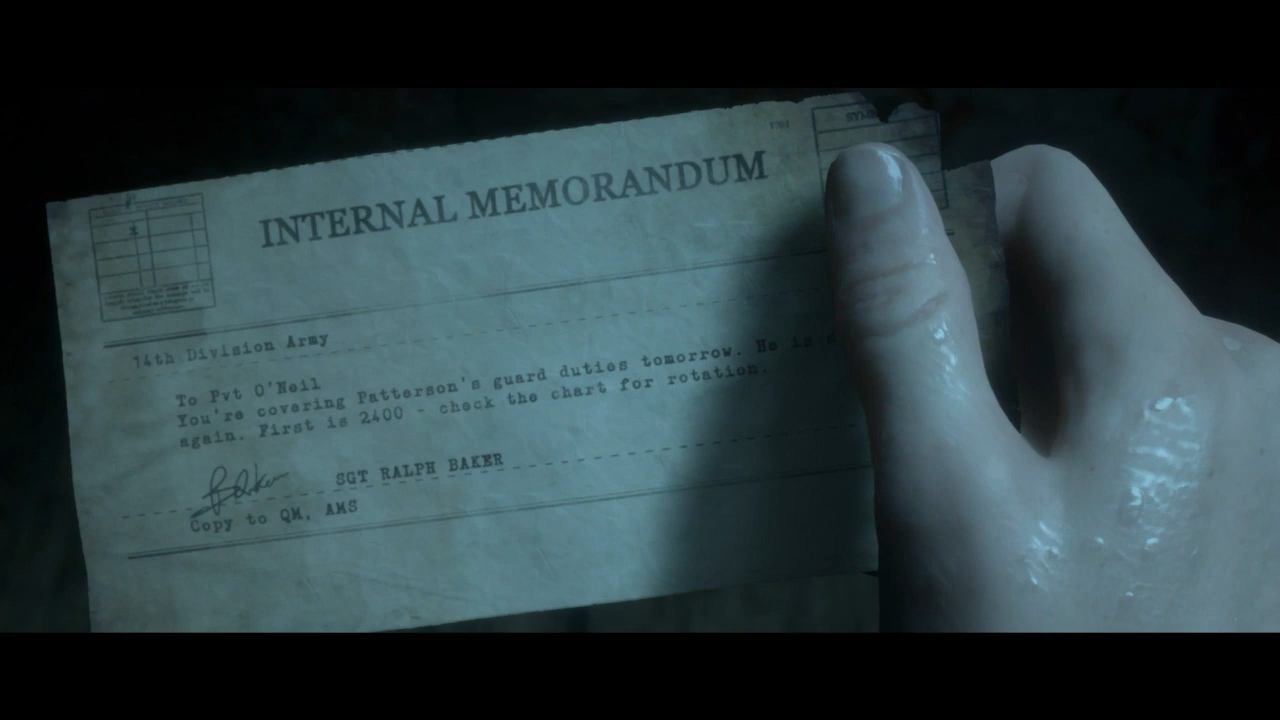 INTERNAL MEMORANDUM
14th Division Army
To Pvt O'Neil
You're covering Patterson's guard duties tomorrow. He is
again. First is 2400 - check the chart for rotation.
Baker
SGT RALPH BAKER
Copy to QM, AMS